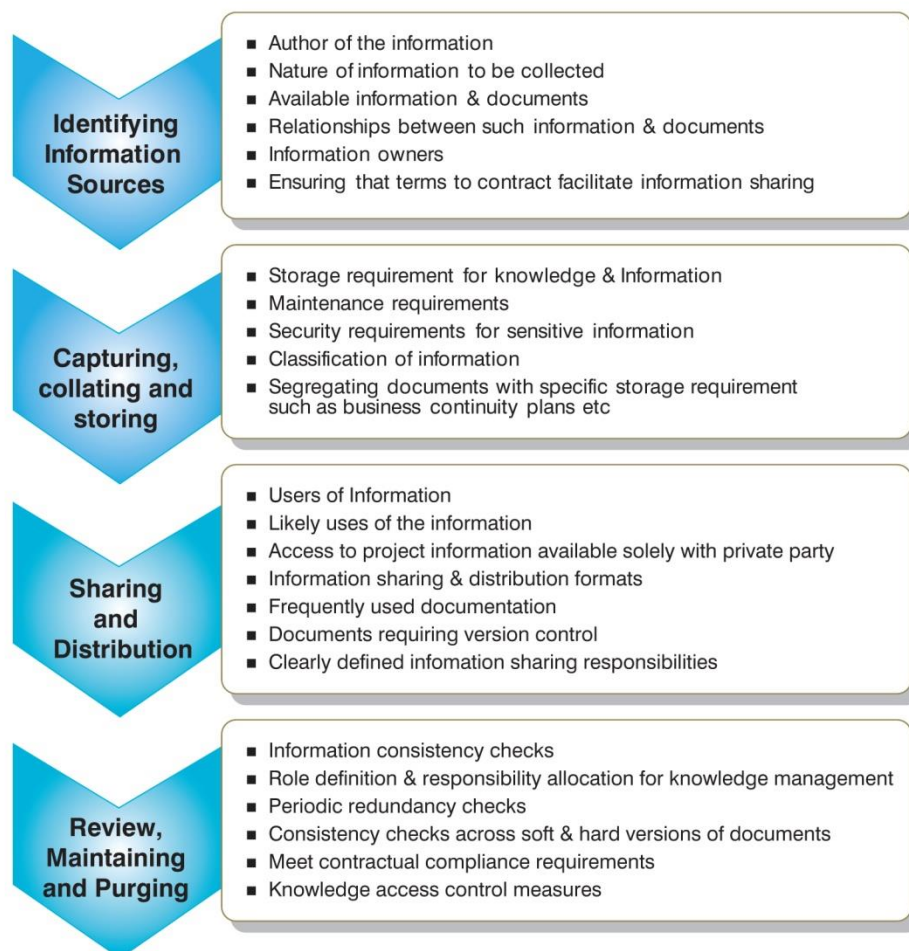 Identifying
Information
Sources
■ Author of the information
■ Nature of information to be collected
■ Available information & documents
■ Relationships between such information & documents
■ Information owners
■ Ensuring that terms to contract facilitate information sharing
Capturing,
collating and
storing
■ Storage requirement for knowledge & Information
■ Maintenance requirements
■ Security requirements for sensitive information
■ Classification of information
■ Segregating documents with specific storage requirement
such as business continuity plans etc
Sharing
and
Distribution
■ Users of Information
■ Likely uses of the information
■ Access to project information available solely with private party
■ Information sharing & distribution formats
■ Frequently used documentation
■ Documents requiring version control
■ Clearly defined infomation sharing responsibilities
Review,
Maintaining
and Purging
■ Information consistency checks
■ Role definition & responsibility allocation for knowledge management
■ Periodic redundancy checks
■ Consistency checks across soft & hard versions of documents
■ Meet contractual compliance requirements
■ Knowledge access control measures